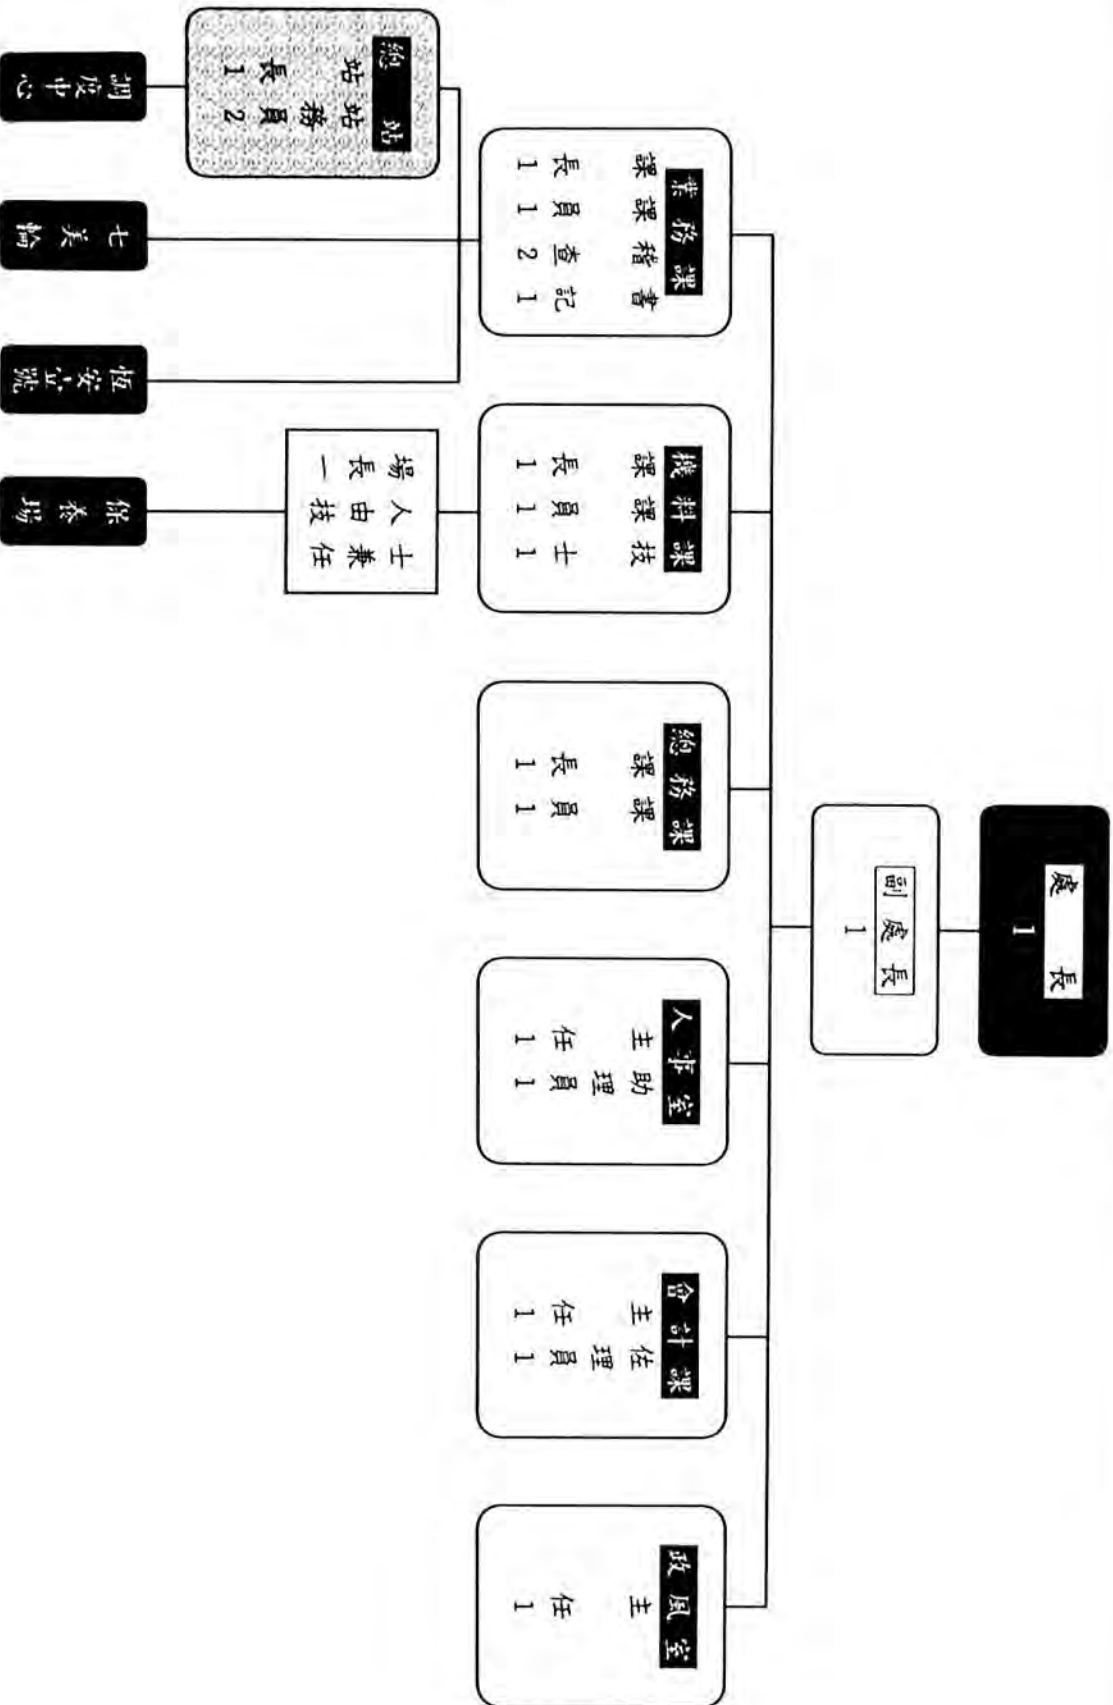 處長
1
副處長
1
業務課
課長 1
課員 1
稽查 2
書記 1
機料課
課長 1
課員 1
技士 1
總務課
課長 1
課員 1
人事室
主任 1
助理員 1
會計課
主任 1
佐理員 1
政風室
主任 1
總站
站長 1
站務員 2
場長一
人由技
士兼任
調度中心
七美輪
恆安壹號
保養場